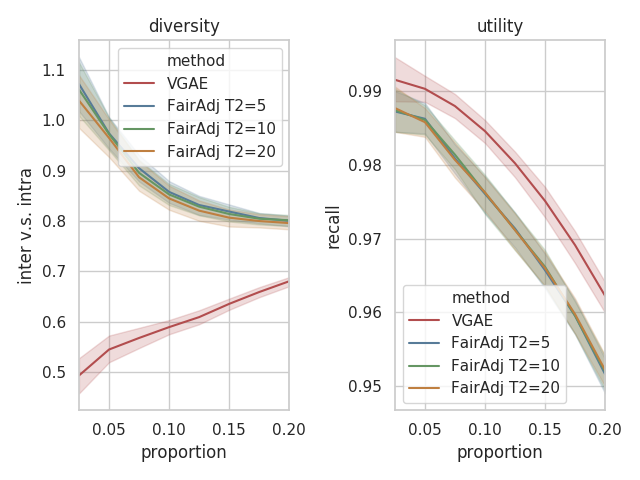 diversity
inter v.s. intra
1.1
1.0
0.9
0.8
0.7
0.6
0.5
method
VGAE
FairAdj T2=5
FairAdj T2=10
FairAdj T2=20
0.05
0.10
0.15
0.20
proportion
utility
recall
0.99
0.98
0.97
0.96
0.95
method
VGAE
FairAdj T2=5
FairAdj T2=10
FairAdj T2=20
0.05
0.10
0.15
0.20
proportion